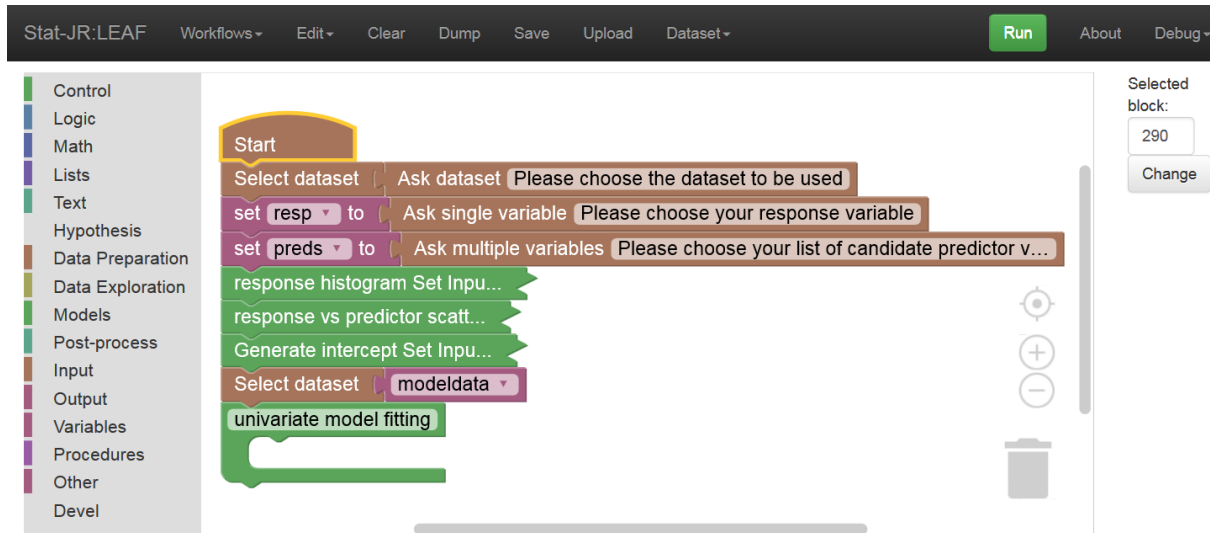 Stat-JR:LEAF Workflows Edit Clear Dump Save Upload Dataset Run About Debug
Control
Logic
Math
Lists
Text
Hypothesis
Data Preparation
Data Exploration
Models
Post-process
Input
Output
Variables
Procedures
Other
Devel
Start
Select dataset Ask dataset Please choose the dataset to be used
set resp to Ask single variable Please choose your response variable
set preds to Ask multiple variables Please choose your list of candidate predictor v...
response histogram Set Inpu...
response vs predictor scatt...
Generate intercept Set Inpu...
Select dataset modeldata
univariate model fitting
Selected
block:
290
Change